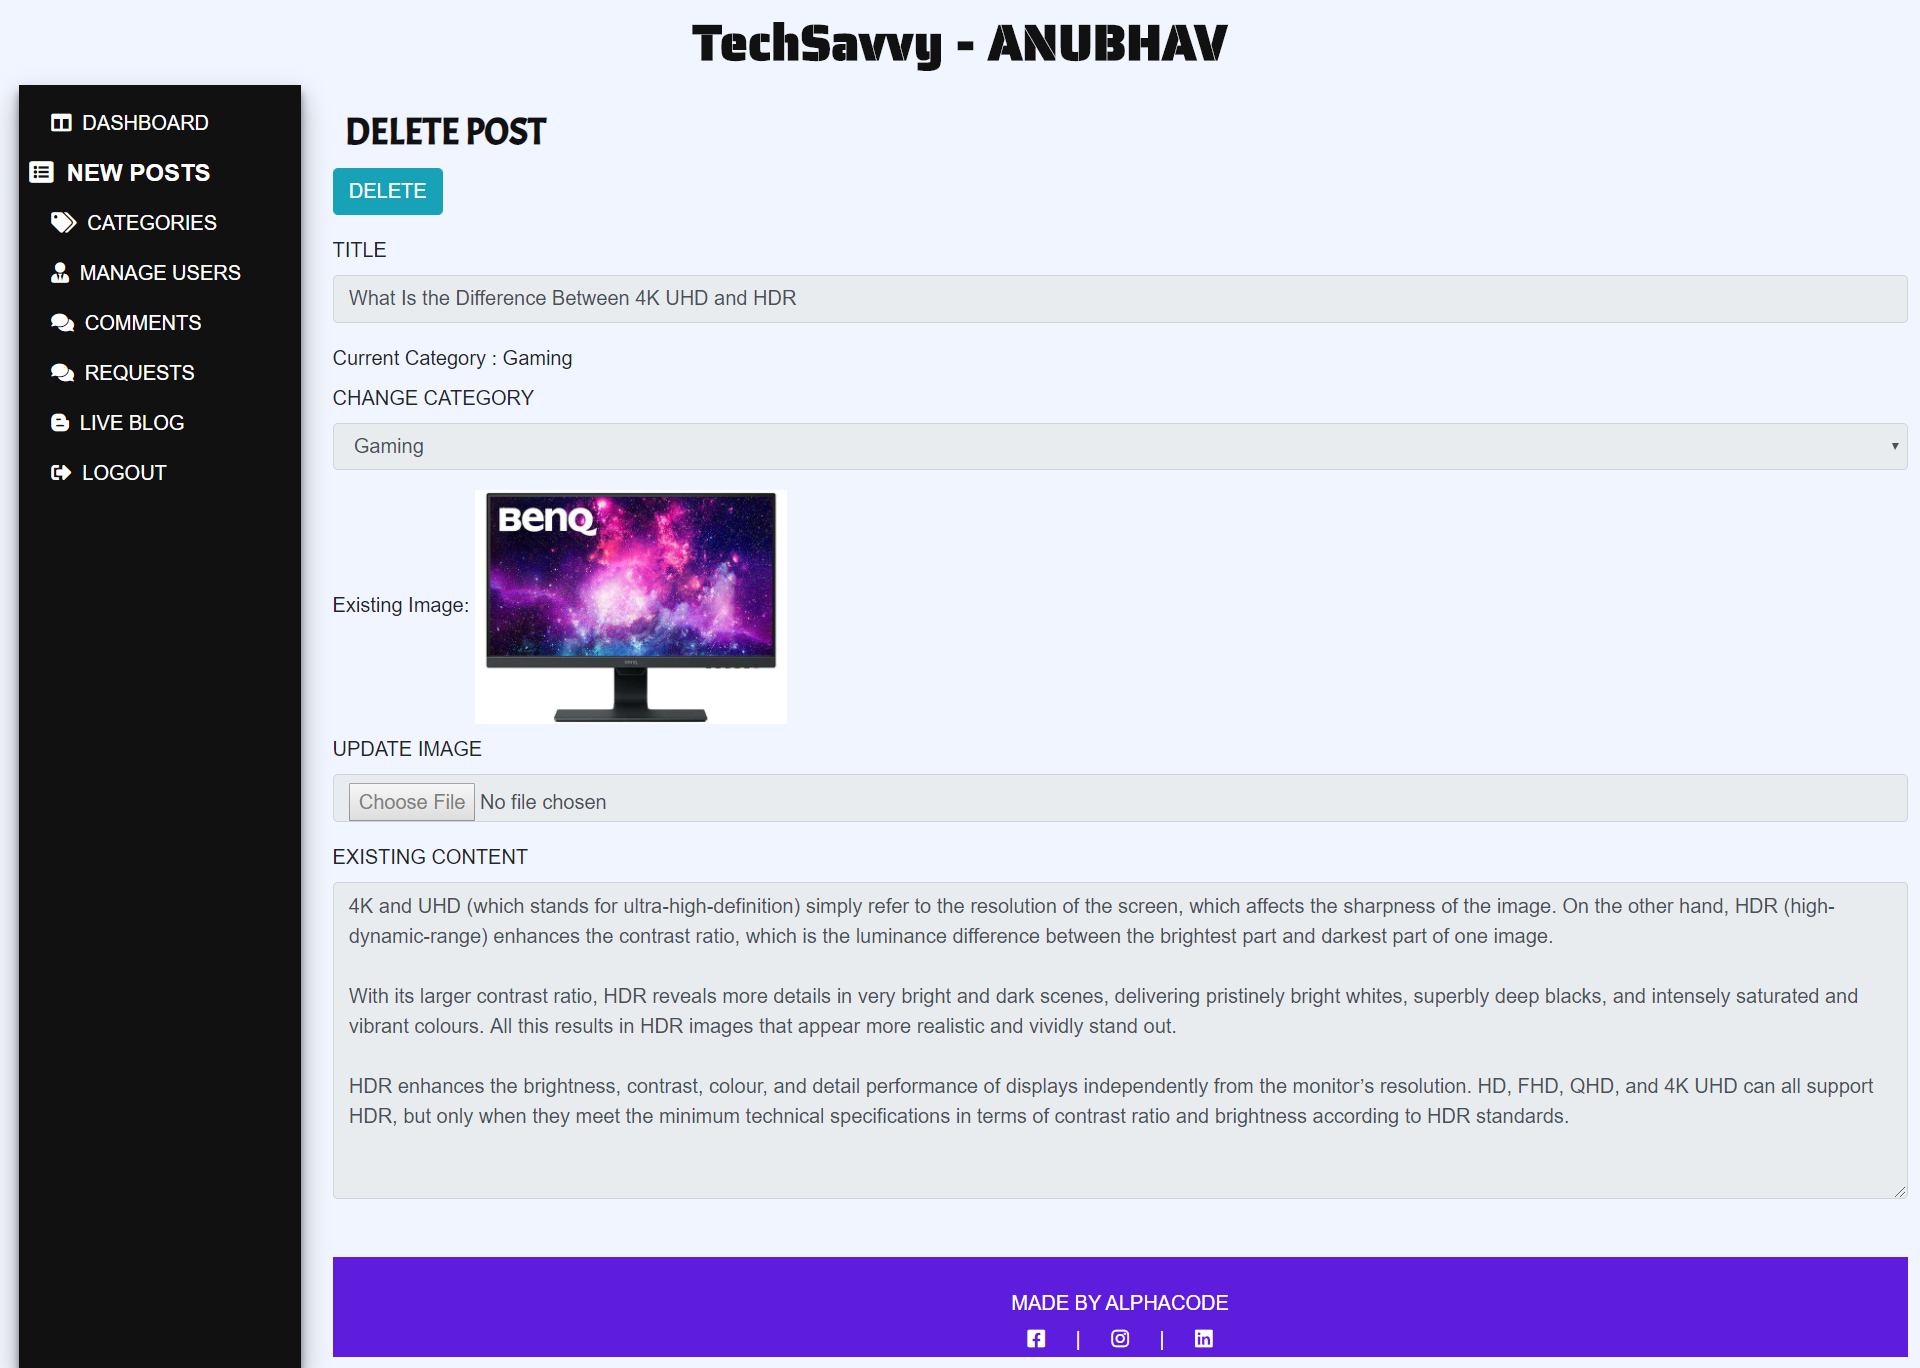 TechSavvy - ANUBHAV
DASHBOARD
NEW POSTS
CATEGORIES
MANAGE USERS
COMMENTS
REQUESTS
LIVE BLOG
LOGOUT
DELETE POST
DELETE
TITLE
What Is the Difference Between 4K UHD and HDR
Current Category : Gaming
CHANGE CATEGORY
Gaming
Existing Image:
BenQ
BenQ
UPDATE IMAGE
Choose File No file chosen
EXISTING CONTENT
4K and UHD (which stands for ultra-high-definition) simply refer to the resolution of the screen, which affects the sharpness of the image. On the other hand, HDR (high-
dynamic-range) enhances the contrast ratio, which is the luminance difference between the brightest part and darkest part of one image.
With its larger contrast ratio, HDR reveals more details in very bright and dark scenes, delivering pristinely bright whites, superbly deep blacks, and intensely saturated and
vibrant colours. All this results in HDR images that appear more realistic and vividly stand out.
HDR enhances the brightness, contrast, colour, and detail performance of displays independently from the monitor’s resolution. HD, FHD, QHD, and 4K UHD can all support
HDR, but only when they meet the minimum technical specifications in terms of contrast ratio and brightness according to HDR standards.
MADE BY ALPHACODE
| |